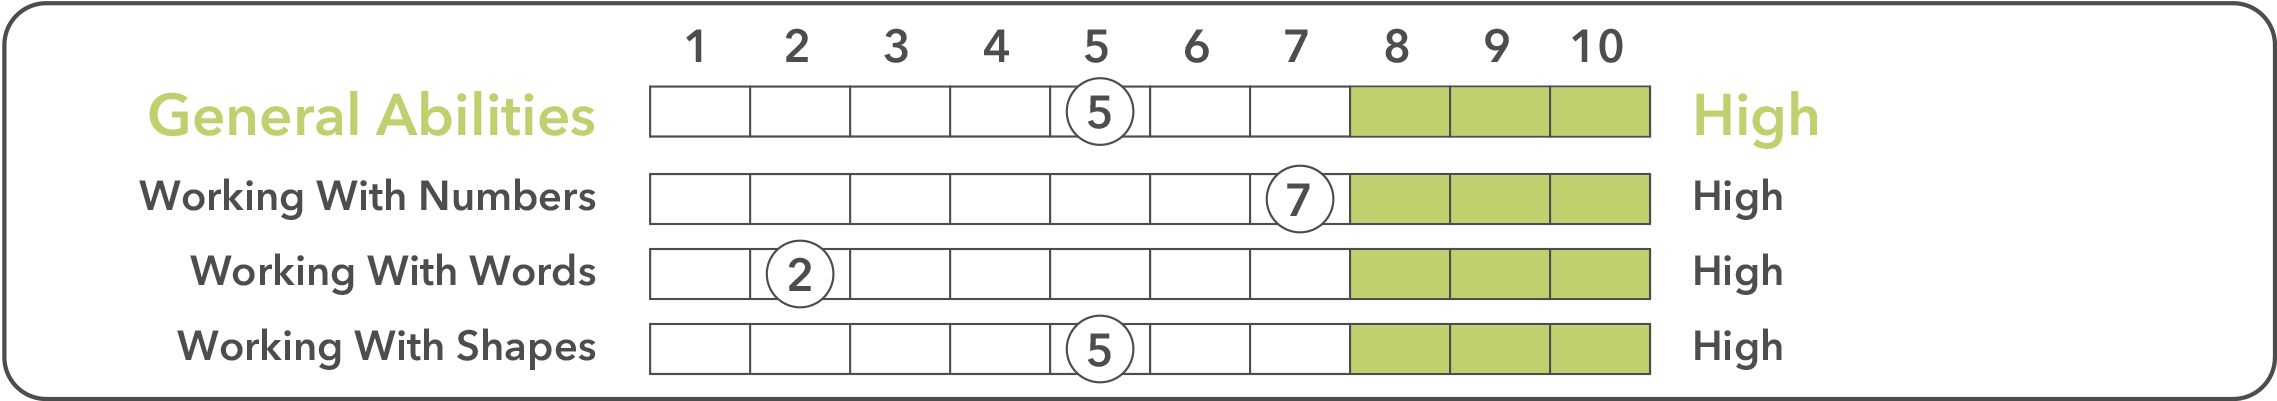 1 2 3 4 5 6 7 8 9 10
General Abilities 5 High
Working With Numbers 7 High
Working With Words 2 High
Working With Shapes 5 High